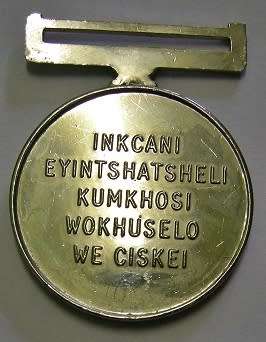 INKCANI
EYINTSHATSHELI
KUMKHOSI
WOKHUSELO
WE CISKEI